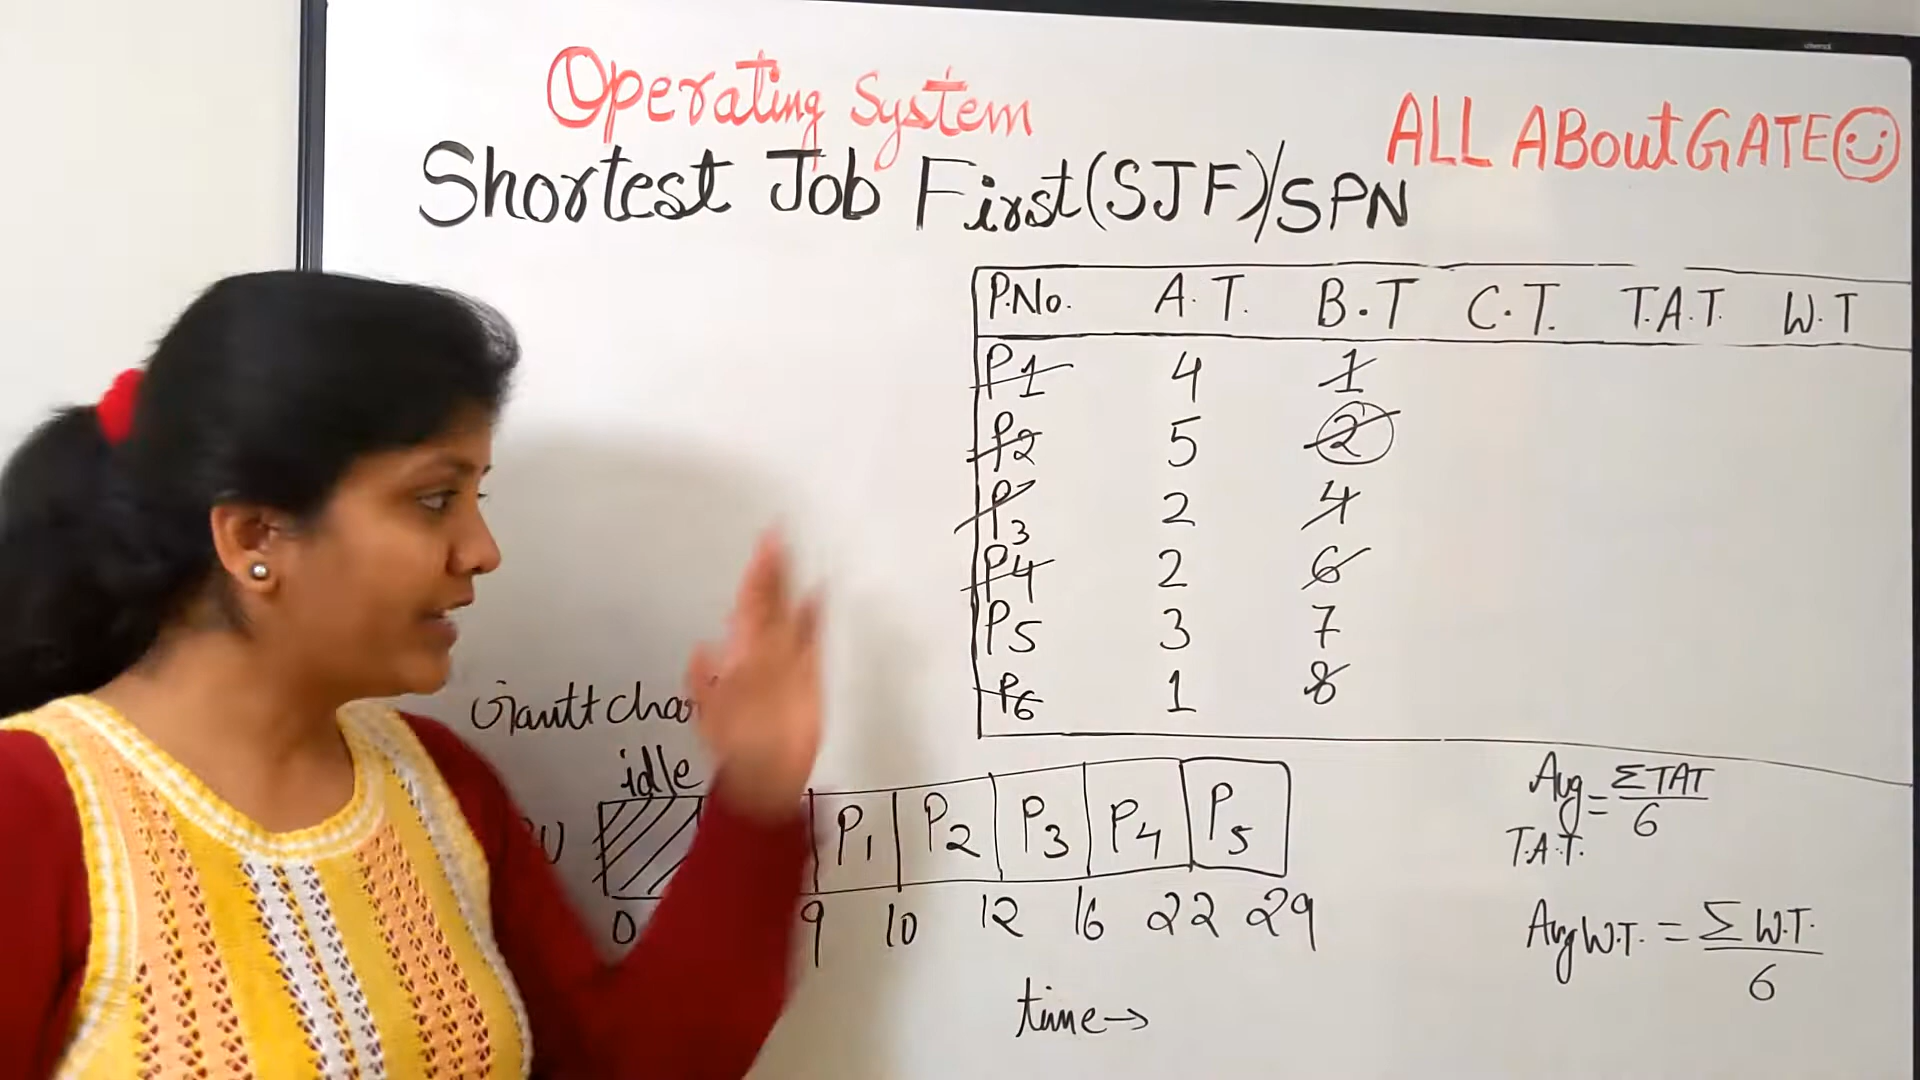 Operating System
ALL ABout GATE
Shortest Job First (SJF)/SPN
P.No. A.T. B.T C.T. T.A.T. W.T
P1 4 1
P2 5 2
P3 2 4
P4 2 6
P5 3 7
P6 1 8
Gantt
idle
P1 P2 P3 P4 P5
0 9 10 12 16 22 29
time→
Avg T.A.T. = ΣTAT/6
Avg W.T. = Σ W.T./6